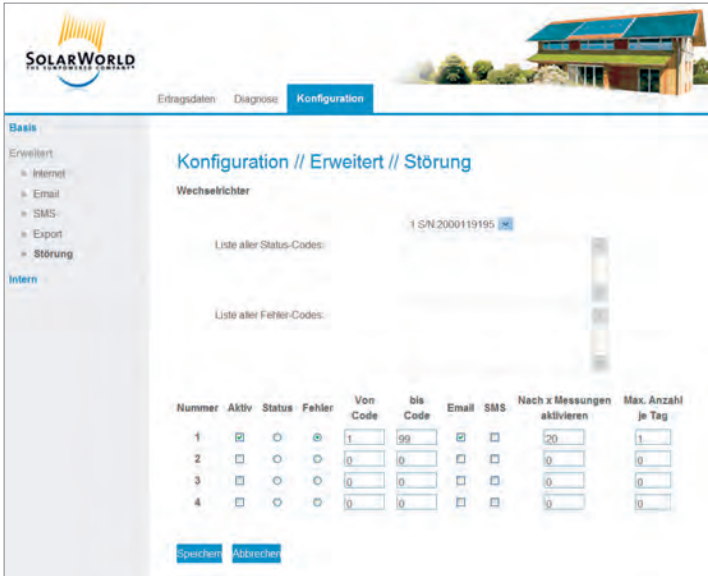 SOLARWORLD
THE SUNPOWERED COMPANY®
Ertragsdaten Diagnose Konfiguration
Basis
Erweitert
» Internet
» Email
» SMS
» Export
» Störung
Intern
Konfiguration // Erweitert // Störung
Wechselrichter
1 S/N:2000119195
Liste aller Status-Codes:
Liste aller Fehler-Codes:
Nummer Aktiv Status Fehler Von Code bis Code Email SMS Nach x Messungen aktivieren Max. Anzahl je Tag
1 1 99 20 1
2 0 0 0 0
3 0 0 0 0
4 0 0 0 0
Speichern Abbrechen